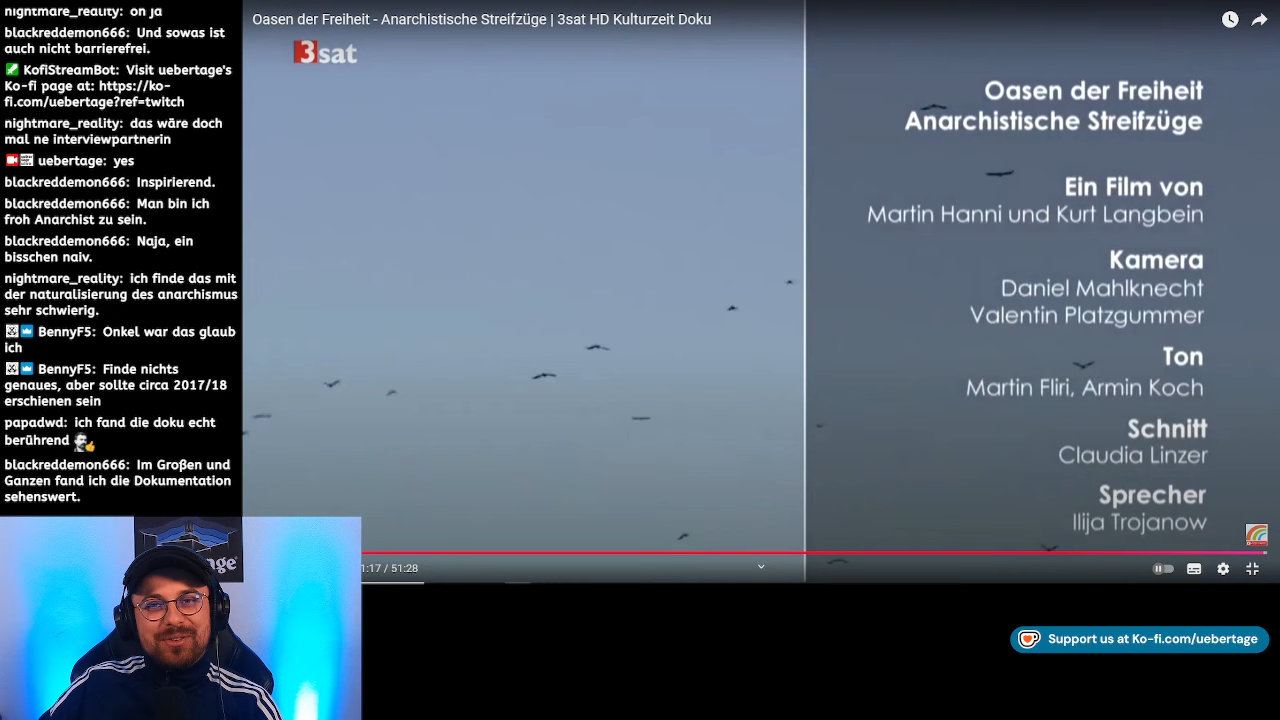 nightmare_reality: on ja
blackreddemon666: Und sowas ist
auch nicht barrierefrei.
KofiStreamBot: Visit uebertage's
Ko-fi page at: https://ko-
fi.com/uebertage?ref=twitch
nightmare_reality: das wäre doch
mal ne interviewpartnerin
uebertage: yes
blackreddemon666: Inspirierend.
blackreddemon666: Man bin ich
froh Anarchist zu sein.
blackreddemon666: Naja, ein
bisschen naiv.
nightmare_reality: ich finde das mit
der naturalisierung des anarchismus
sehr schwierig.
BennyF5: Onkel war das glaub
ich
BennyF5: Finde nichts
genaues, aber sollte circa 2017/18
erschienen sein
papadwd: ich fand die doku echt
berührend
blackreddemon666: Im Großen und
Ganzen fand ich die Dokumentation
sehenswert.
Oasen der Freiheit - Anarchistische Streifzüge | 3sat HD Kulturzeit Doku
3sat
Oasen der Freiheit
Anarchistische Streifzüge
Ein Film von
Martin Hanni und Kurt Langbein
Kamera
Daniel Mahlknecht
Valentin Platzgummer
Ton
Martin Fliri, Armin Koch
Schnitt
Claudia Linzer
Sprecher
Ilija Trojanow
1:17 / 51:28
Support us at Ko-fi.com/uebertage